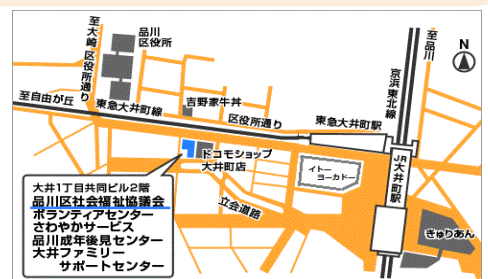 至大崎
区役所通り
品川
区役所
至自由が丘
東急大井町線
吉野家牛丼
区役所通り
東急大井町駅
京浜東北線
至品川
N
ドコモショップ
大井町店
イトー
ヨーカドー
JR大井町駅
立会道路
きゅりあん
大井1丁目共同ビル2階
品川区社会福祉協議会
ボランティアセンター
さわやかサービス
品川成年後見センター
大井ファミリー
サポートセンター